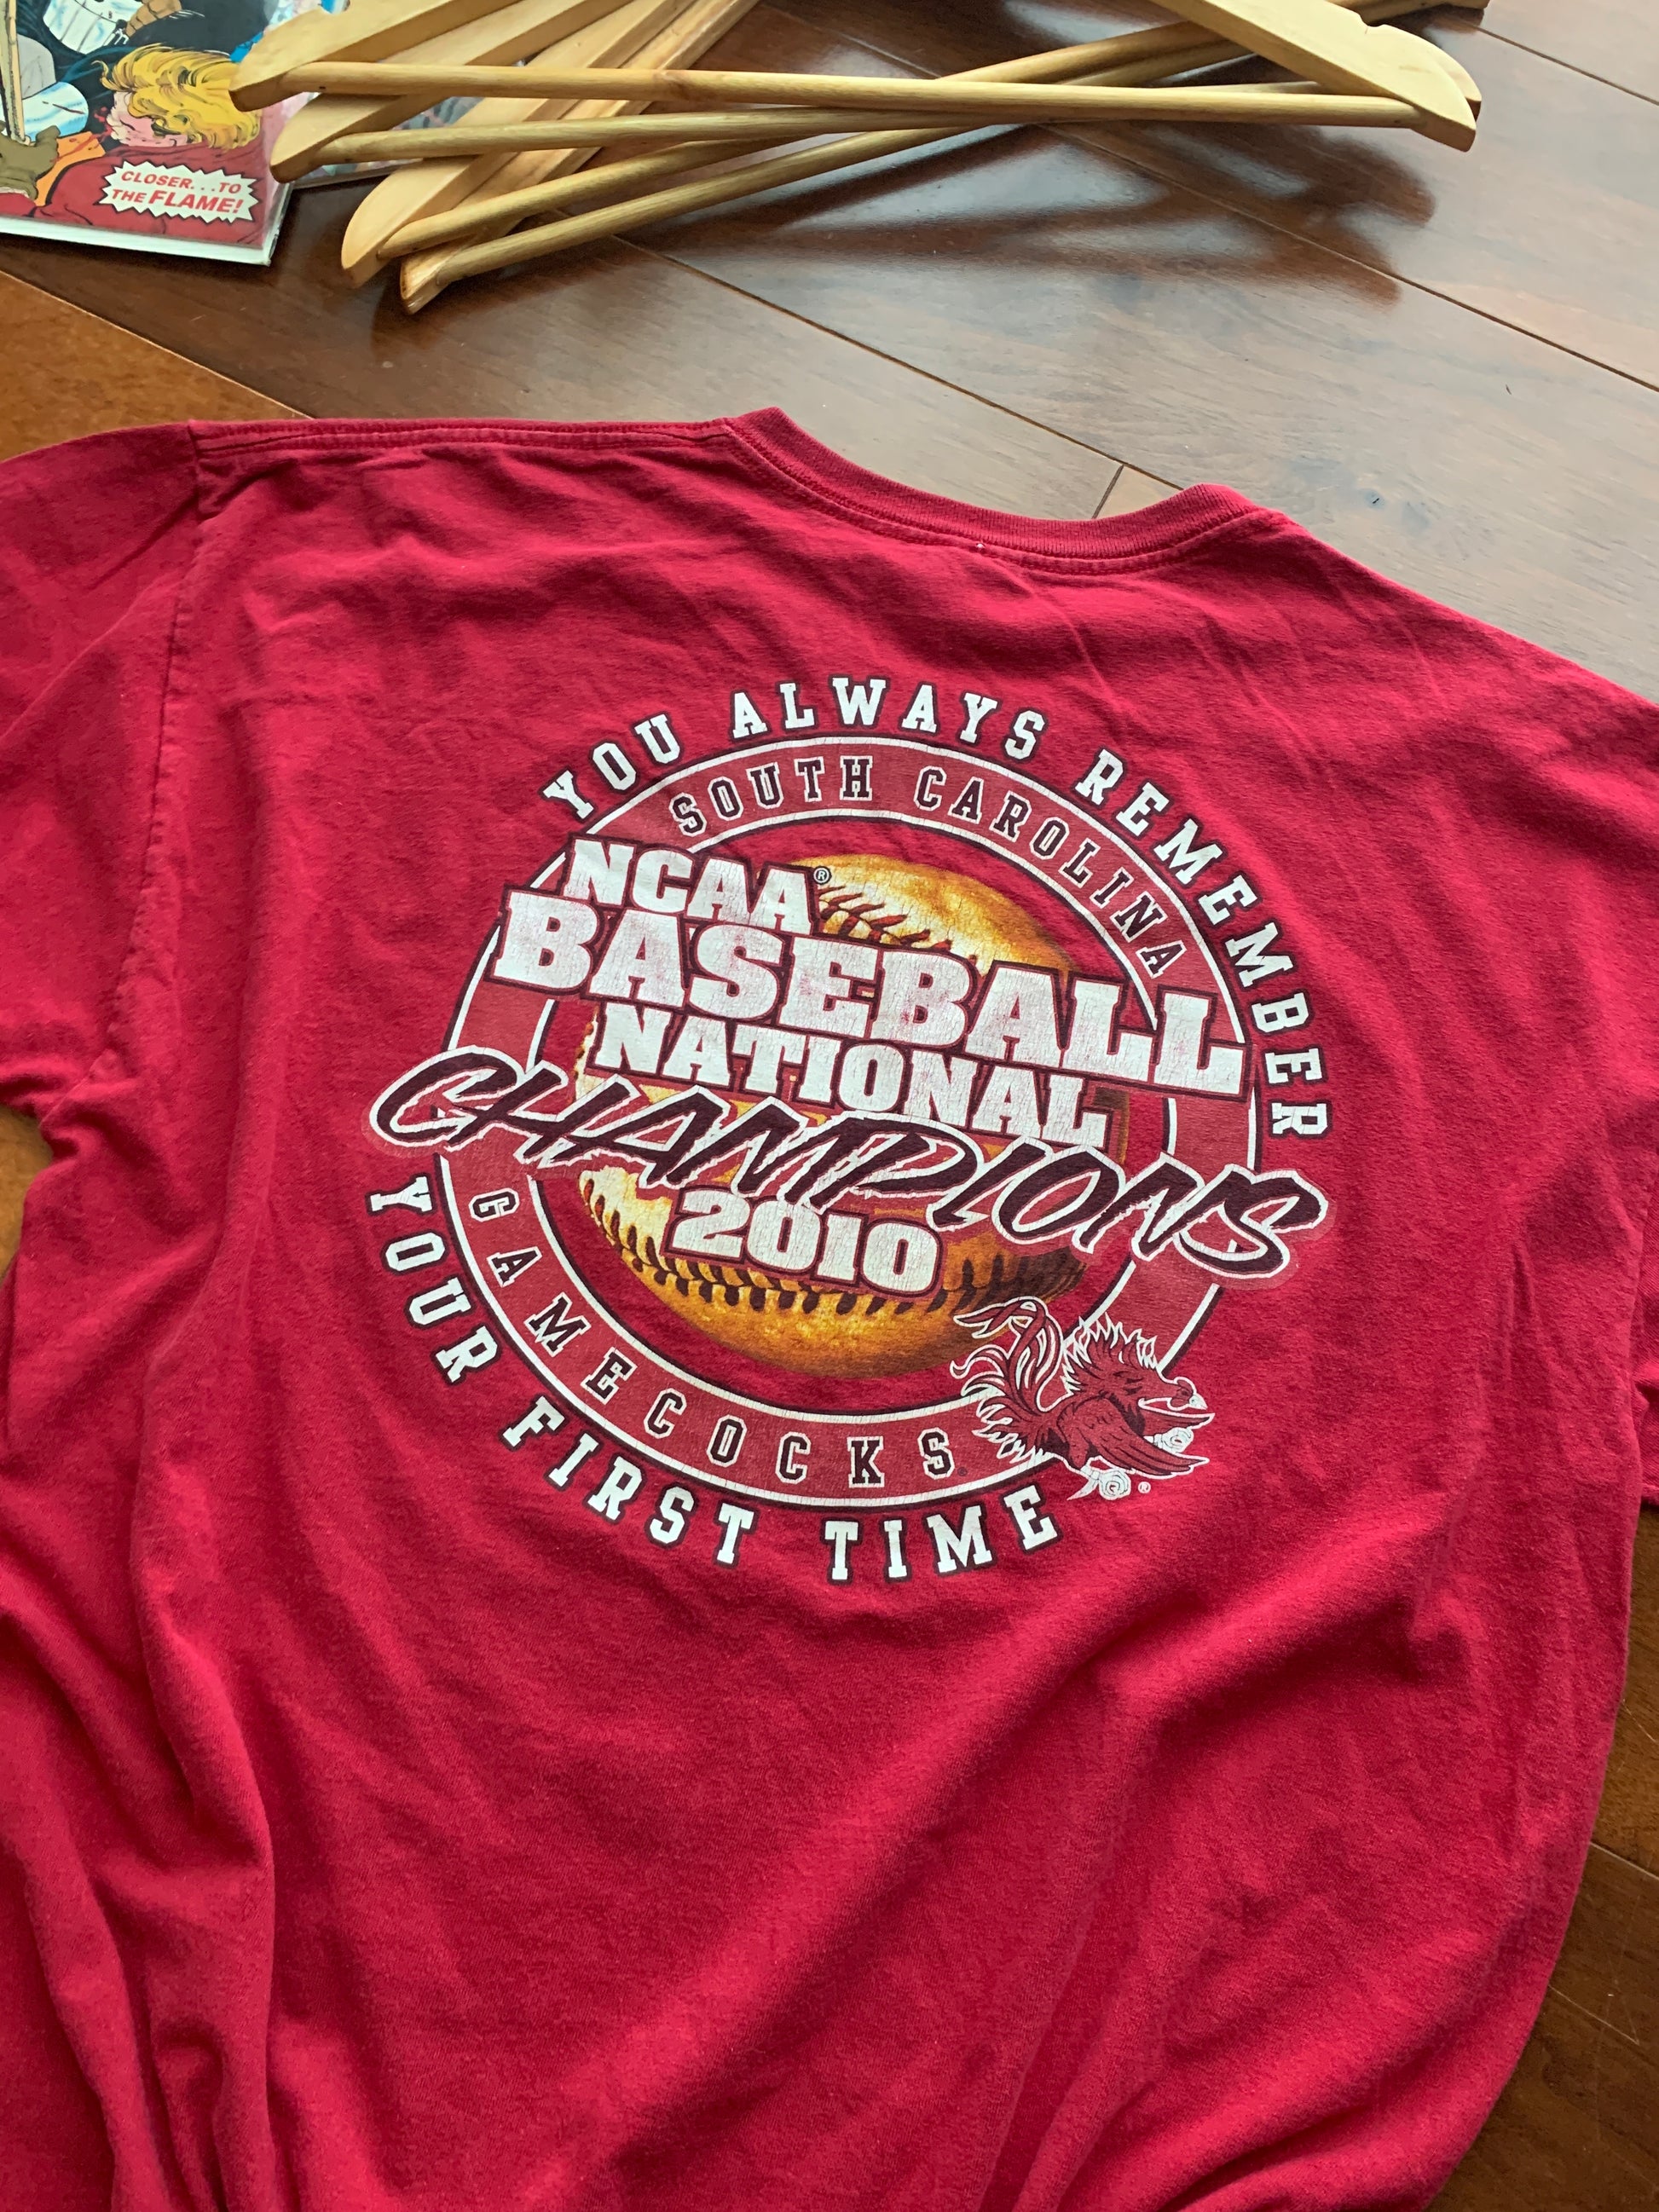 CLOSER...TO
THE FLAME!
YOU ALWAYS REMEMBER
SOUTH CAROLINA
NCAA®
BASEBALL
NATIONAL
CHAMPIONS
2010
GAMECOCKS®
®
YOUR FIRST TIME